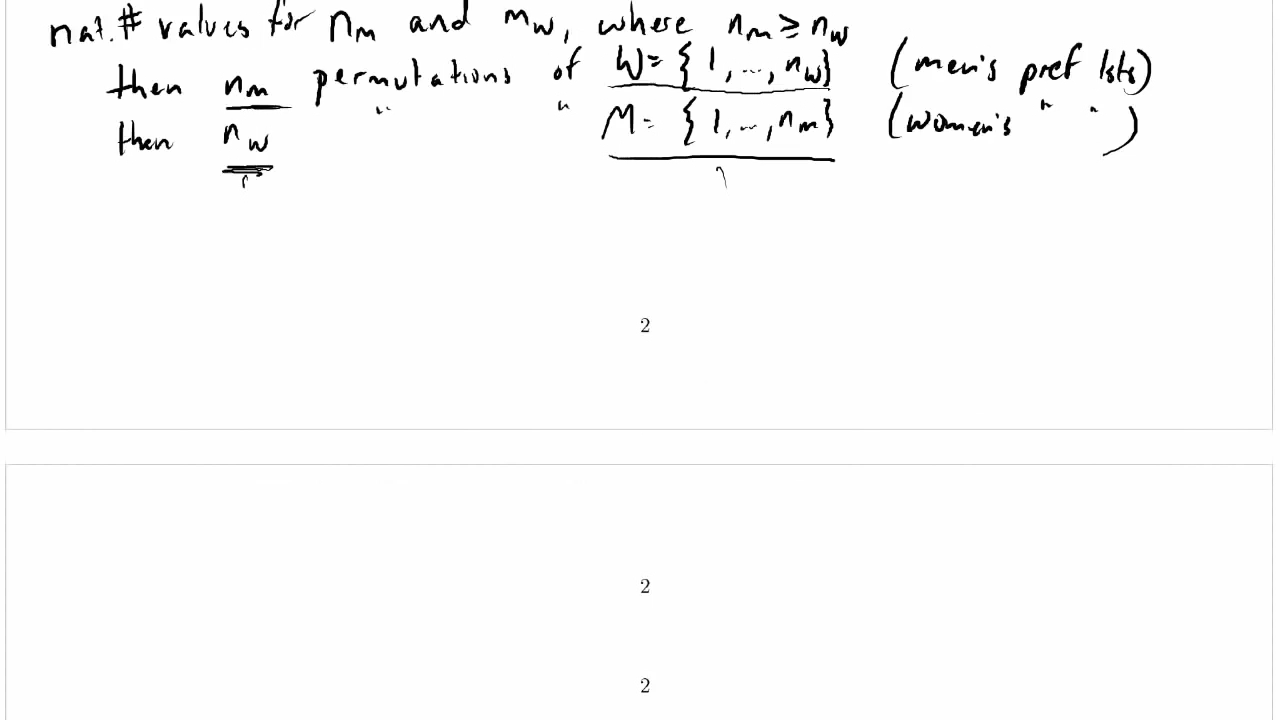 nat. # values for n_m and m_w, where n_m ≥ n_w
then n_m permutations of W = {1, ..., n_w} (men's pref lsts)
then n_w " " M = {1, ..., n_m} (women's " ")
2
2
2